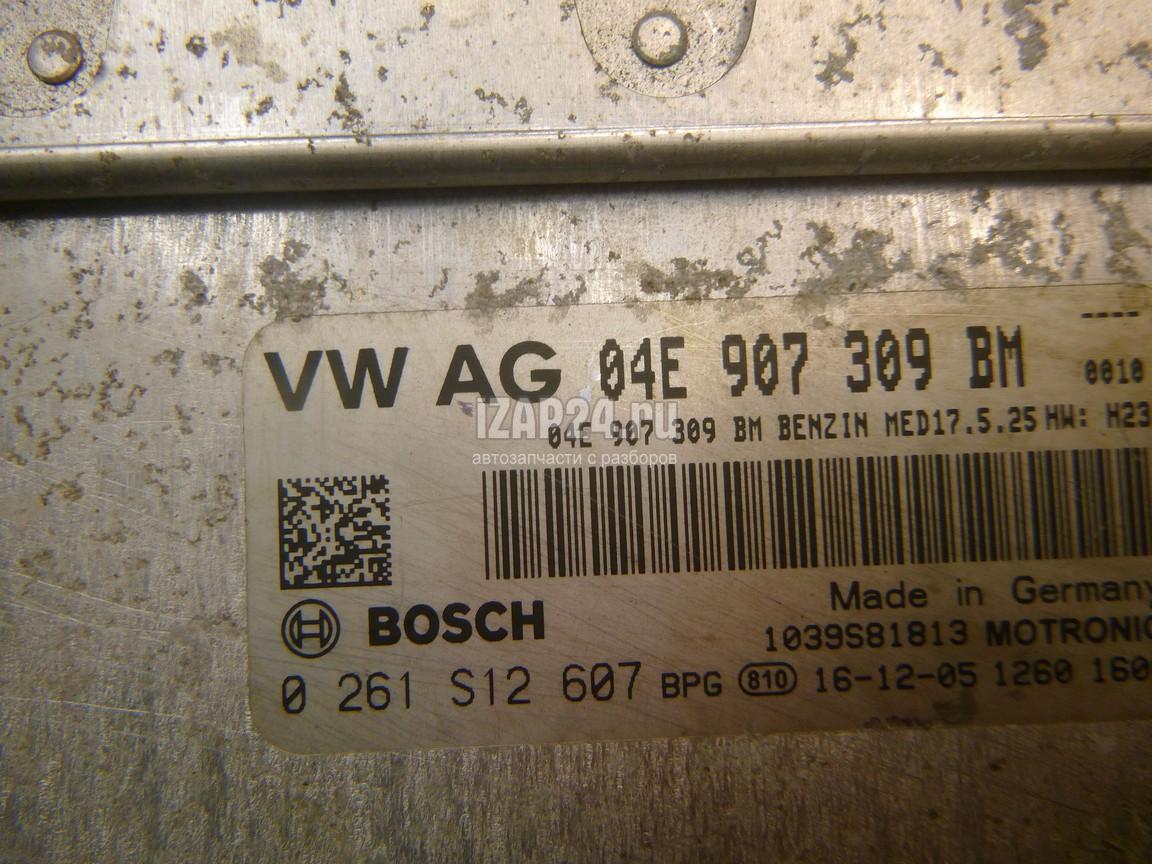 ----
VW AG 04E 907 309 BM 0010
04E 907 309 BM BENZIN MED17.5.25 HW: H23
IZAP24.ru
автозапчасти с разборов
Made in Germany
BOSCH
1039S81813 MOTRONIC
0 261 S12 607 BPG 810 16-12-05 1260 160